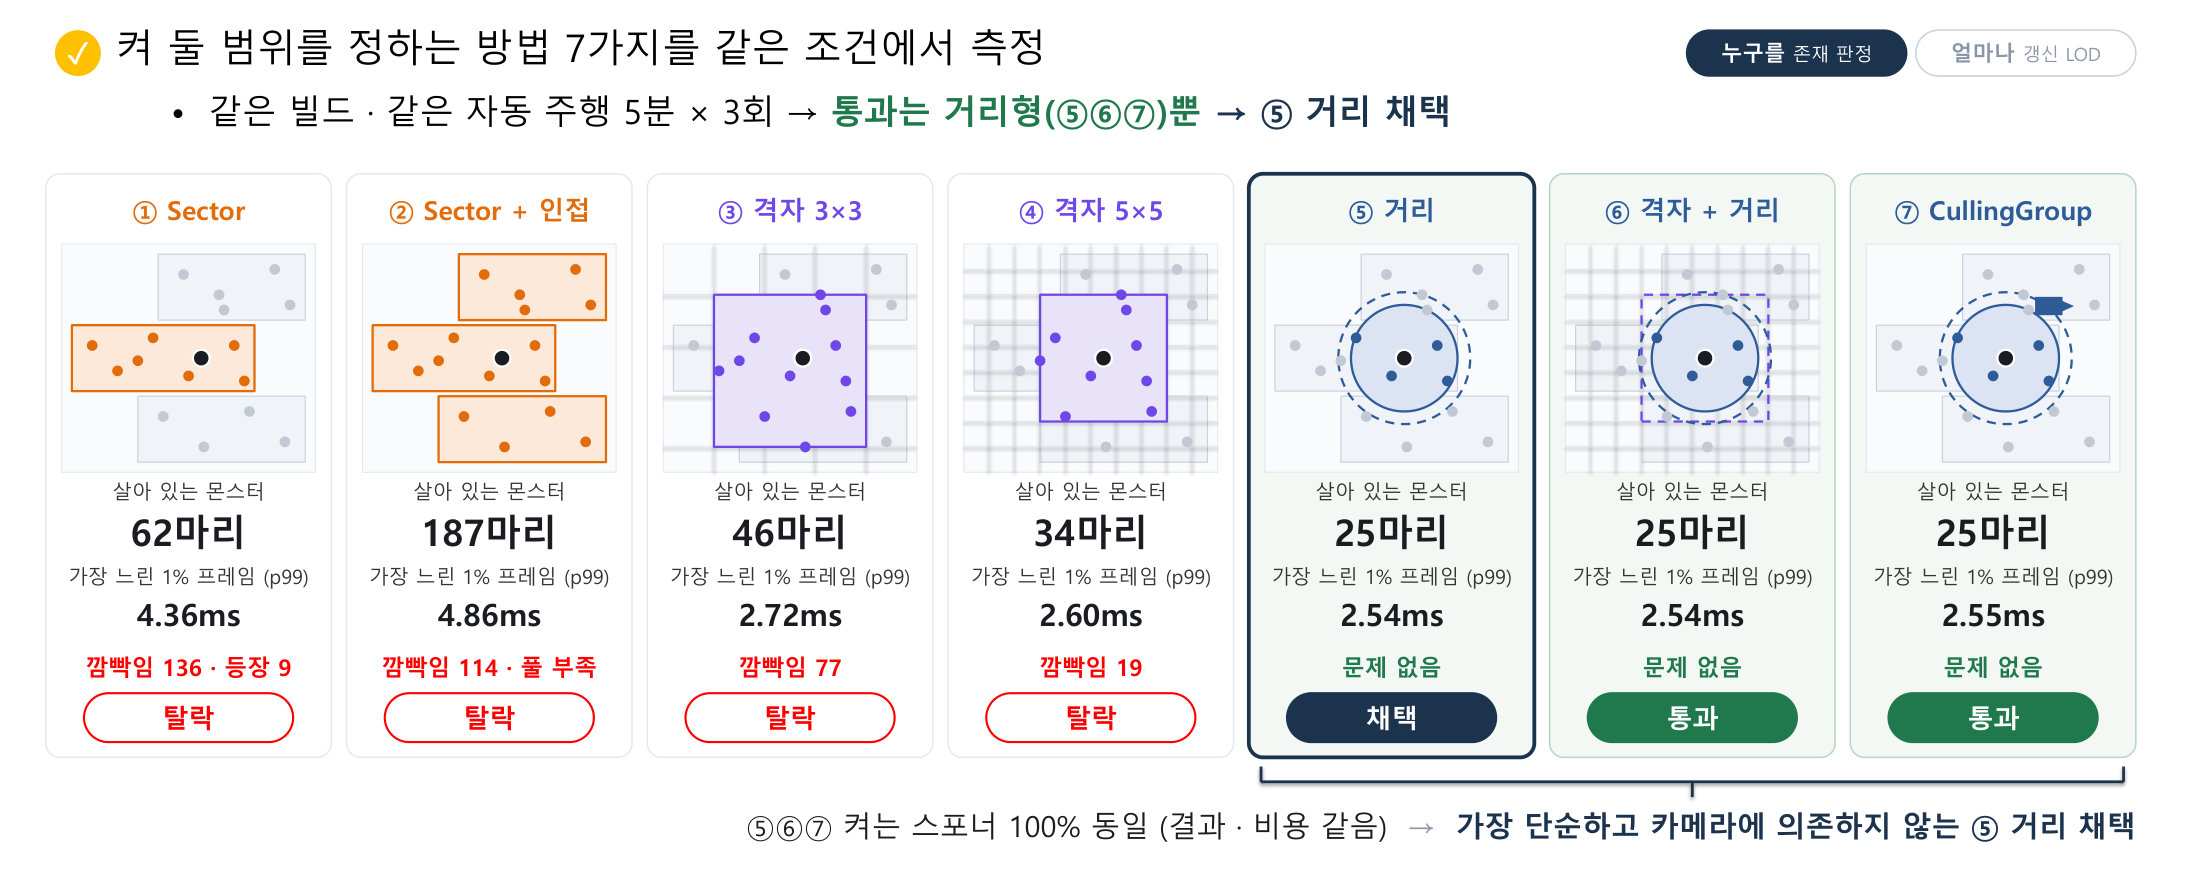 ✓ 켜 둘 범위를 정하는 방법 7가지를 같은 조건에서 측정
누구를 존재 판정
얼마나 갱신 LOD
• 같은 빌드 · 같은 자동 주행 5분 × 3회 → 통과는 거리형(⑤⑥⑦)뿐 → ⑤ 거리 채택
① Sector
살아 있는 몬스터
62마리
가장 느린 1% 프레임 (p99)
4.36ms
깜빡임 136 · 등장 9
탈락
② Sector + 인접
살아 있는 몬스터
187마리
가장 느린 1% 프레임 (p99)
4.86ms
깜빡임 114 · 풀 부족
탈락
③ 격자 3×3
살아 있는 몬스터
46마리
가장 느린 1% 프레임 (p99)
2.72ms
깜빡임 77
탈락
④ 격자 5×5
살아 있는 몬스터
34마리
가장 느린 1% 프레임 (p99)
2.60ms
깜빡임 19
탈락
⑤ 거리
살아 있는 몬스터
25마리
가장 느린 1% 프레임 (p99)
2.54ms
문제 없음
채택
⑥ 격자 + 거리
살아 있는 몬스터
25마리
가장 느린 1% 프레임 (p99)
2.54ms
문제 없음
통과
⑦ CullingGroup
살아 있는 몬스터
25마리
가장 느린 1% 프레임 (p99)
2.55ms
문제 없음
통과
⑤⑥⑦ 켜는 스포너 100% 동일 (결과 · 비용 같음) → 가장 단순하고 카메라에 의존하지 않는 ⑤ 거리 채택